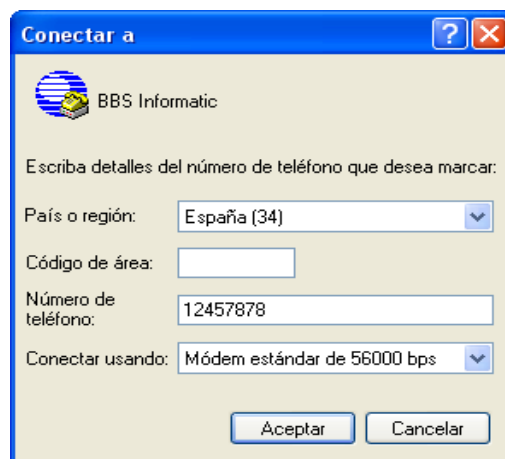 Conectar a
BBS Informatic
Escriba detalles del número de teléfono que desea marcar:
País o región: España (34)
Código de área:
Número de
teléfono: 12457878
Conectar usando: Módem estándar de 56000 bps
Aceptar Cancelar